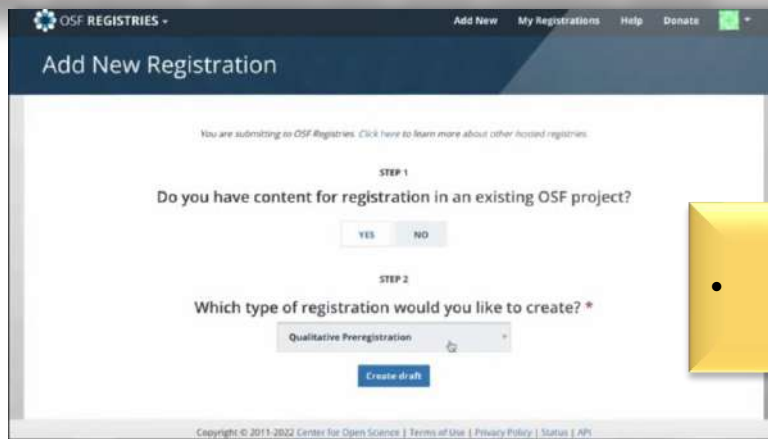 OSF REGISTRIES
Add New My Registrations Help Donate
Add New Registration
You are submitting to OSF Registries. Click here to learn more about other hosted registries.
STEP 1
Do you have content for registration in an existing OSF project?
YES NO
STEP 2
Which type of registration would you like to create? *
Qualitative Preregistration
Create draft
Copyright © 2011-2022 Center for Open Science | Terms of Use | Privacy Policy | Status | API